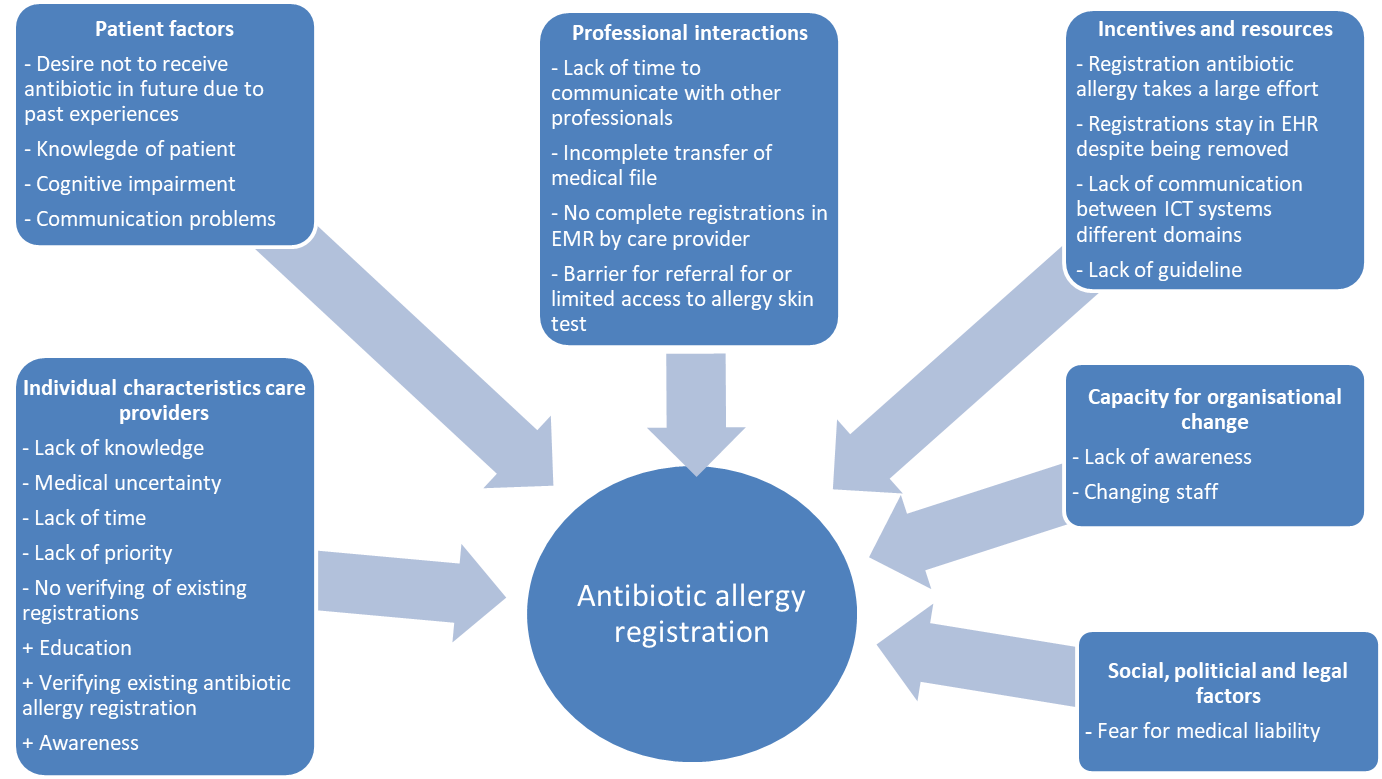 Patient factors
- Desire not to receive
antibiotic in future due to
past experiences
- Knowlegde of patient
- Cognitive impairment
- Communication problems
Professional interactions
- Lack of time to
communicate with other
professionals
- Incomplete transfer of
medical file
- No complete registrations in
EMR by care provider
- Barrier for referral for or
limited access to allergy skin
test
Incentives and resources
- Registration antibiotic
allergy takes a large effort
- Registrations stay in EHR
despite being removed
- Lack of communication
between ICT systems
different domains
- Lack of guideline
Individual characteristics care
providers
- Lack of knowledge
- Medical uncertainty
- Lack of time
- Lack of priority
- No verifying of existing
registrations
+ Education
+ Verifying existing antibiotic
allergy registration
+ Awareness
Capacity for organisational
change
- Lack of awareness
- Changing staff
Antibiotic allergy
registration
Social, politicial and legal
factors
- Fear for medical liability